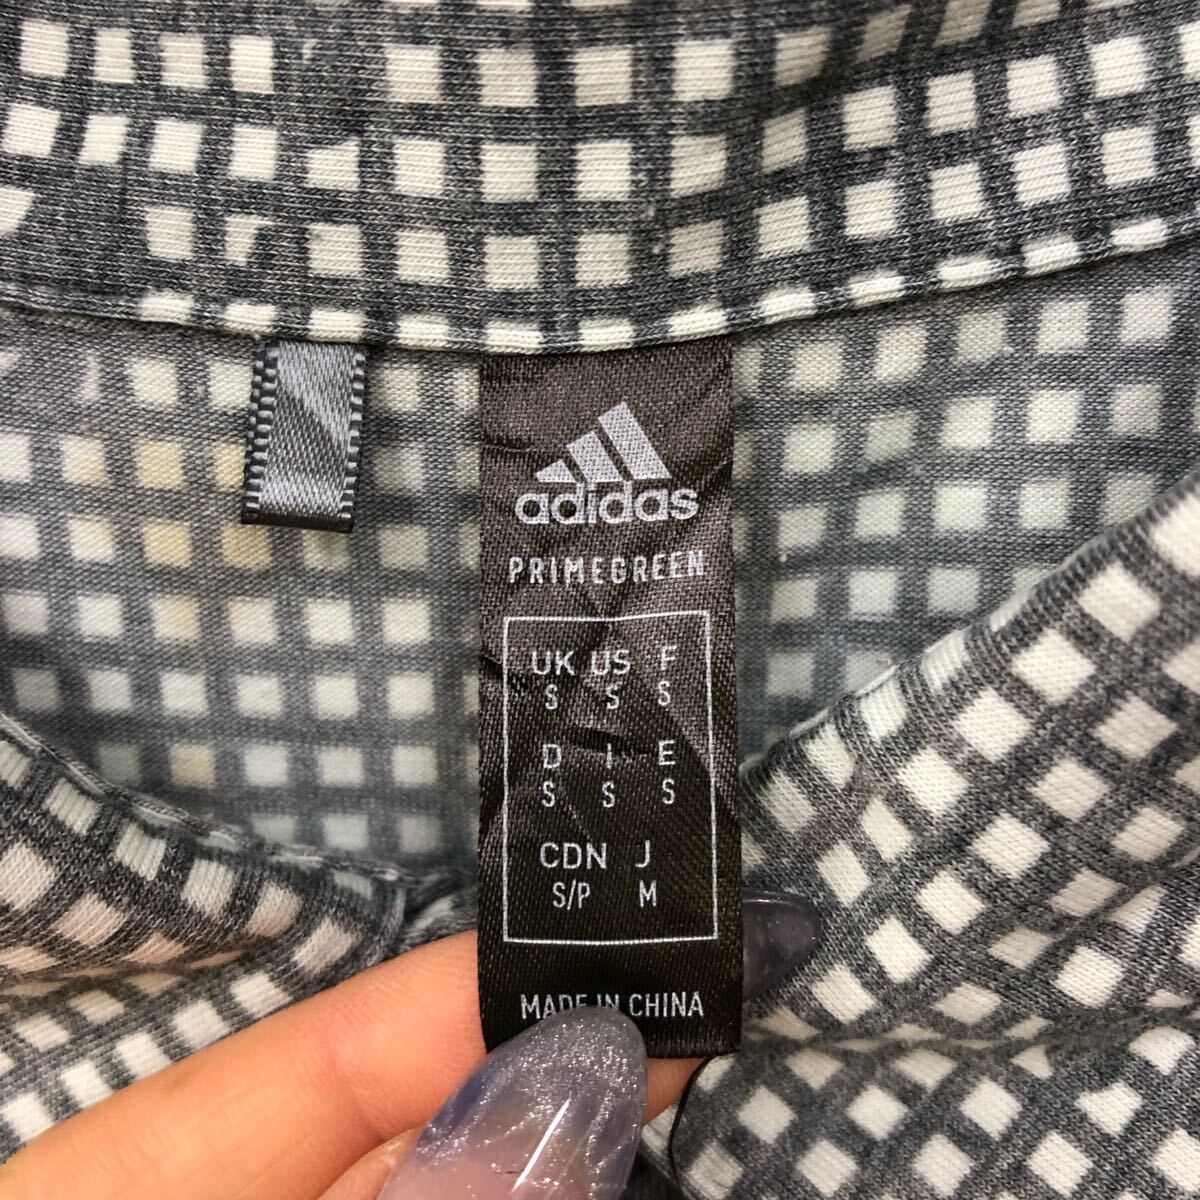 adidas
PRIMEGREEN
UK US F
S S S
D I E
S S S
CDN J
S/P M
MADE IN CHINA